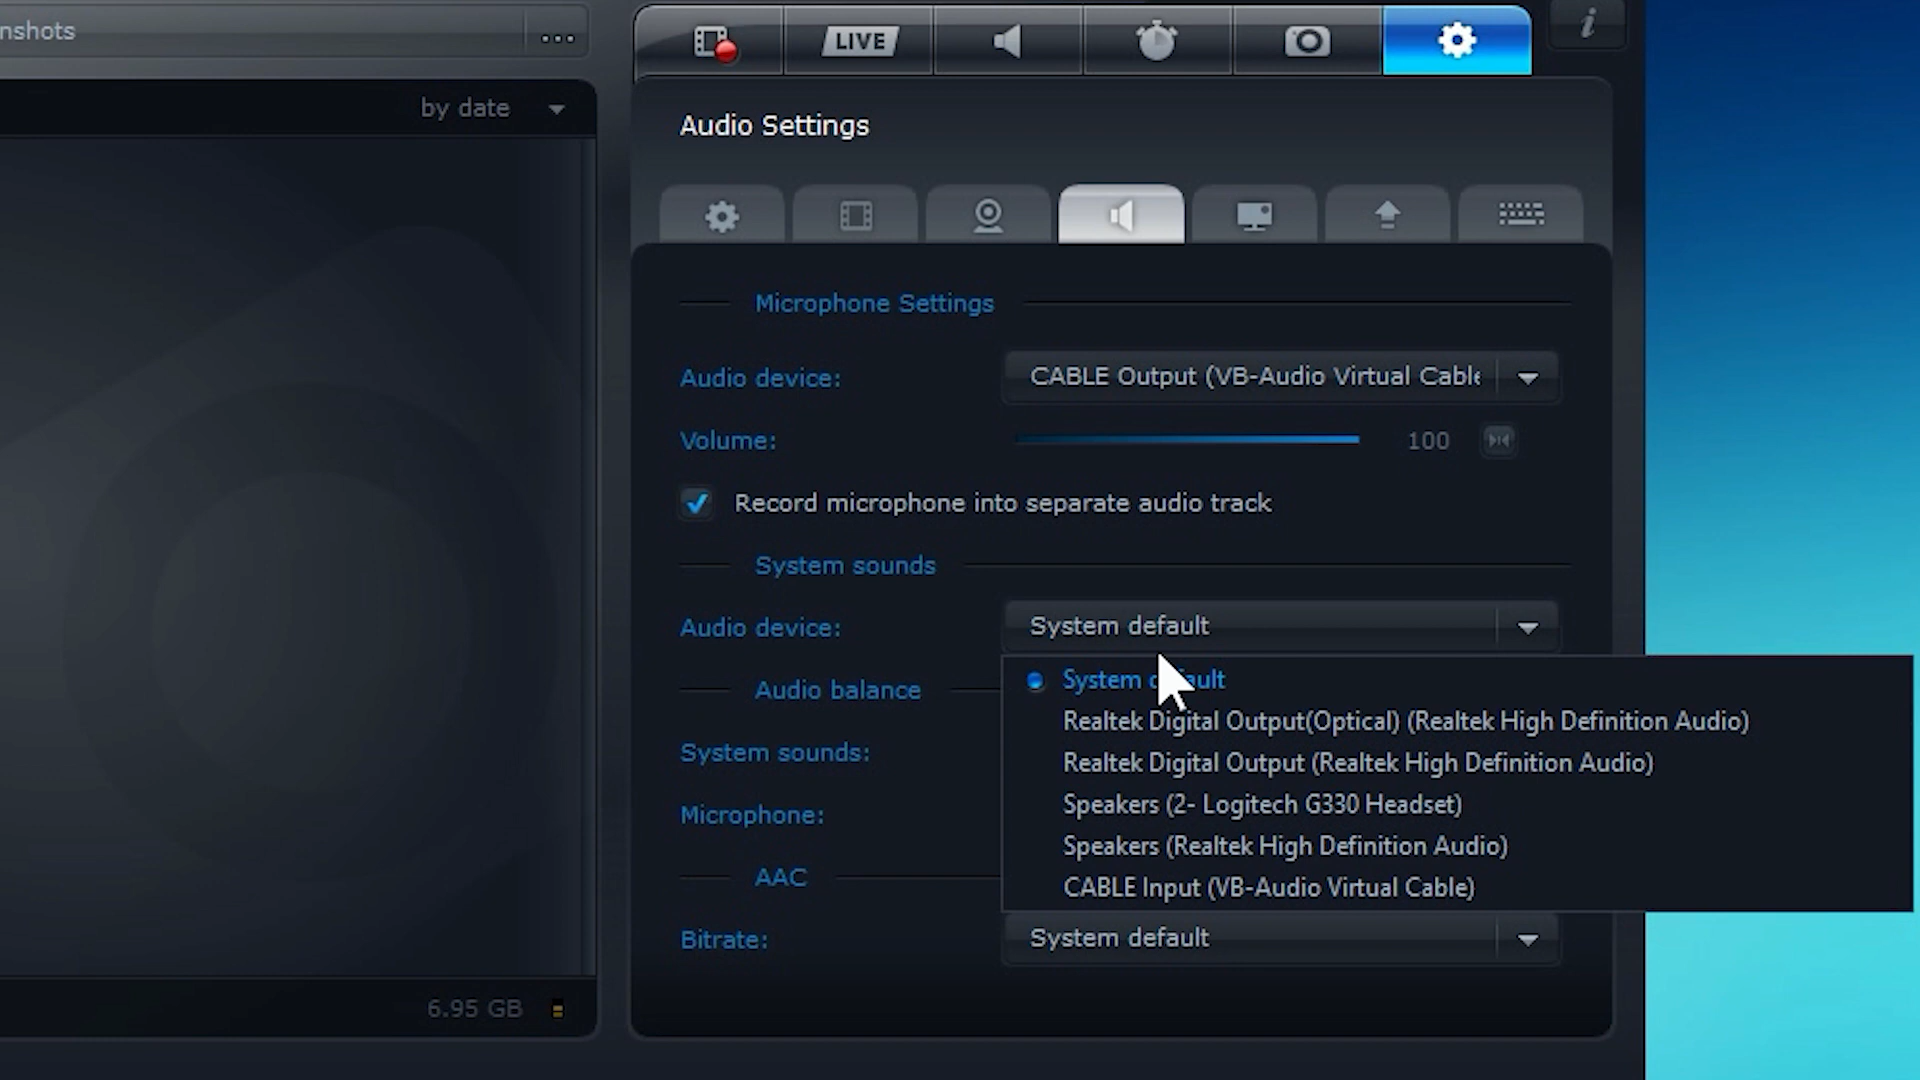 nshots
...
LIVE
i
by date
Audio Settings
Microphone Settings
Audio device:
CABLE Output (VB-Audio Virtual Cable
Volume:
100
Record microphone into separate audio track
System sounds
Audio device:
System default
System default
Realtek Digital Output(Optical) (Realtek High Definition Audio)
Realtek Digital Output (Realtek High Definition Audio)
Speakers (2- Logitech G330 Headset)
Speakers (Realtek High Definition Audio)
CABLE Input (VB-Audio Virtual Cable)
Audio balance
System sounds:
Microphone:
AAC
Bitrate:
System default
6.95 GB